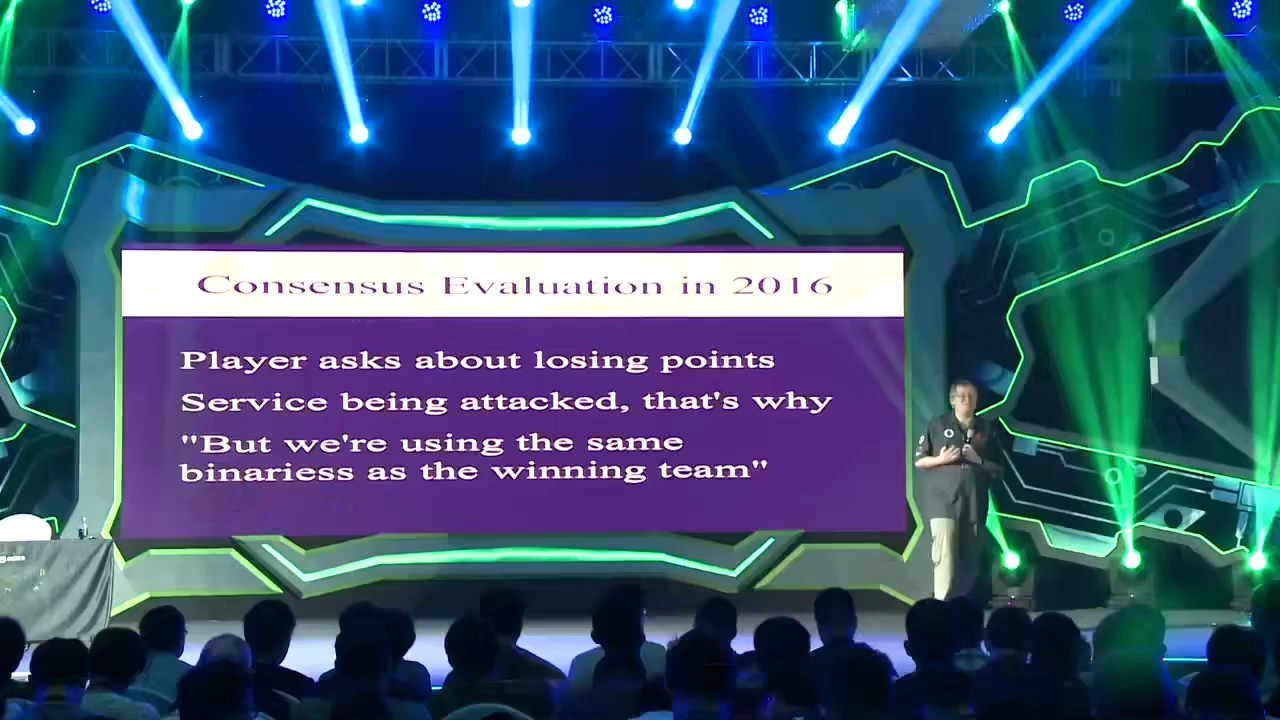 Consensus Evaluation in 2016
Player asks about losing points
Service being attacked, that's why
"But we're using the same
binariess as the winning team"